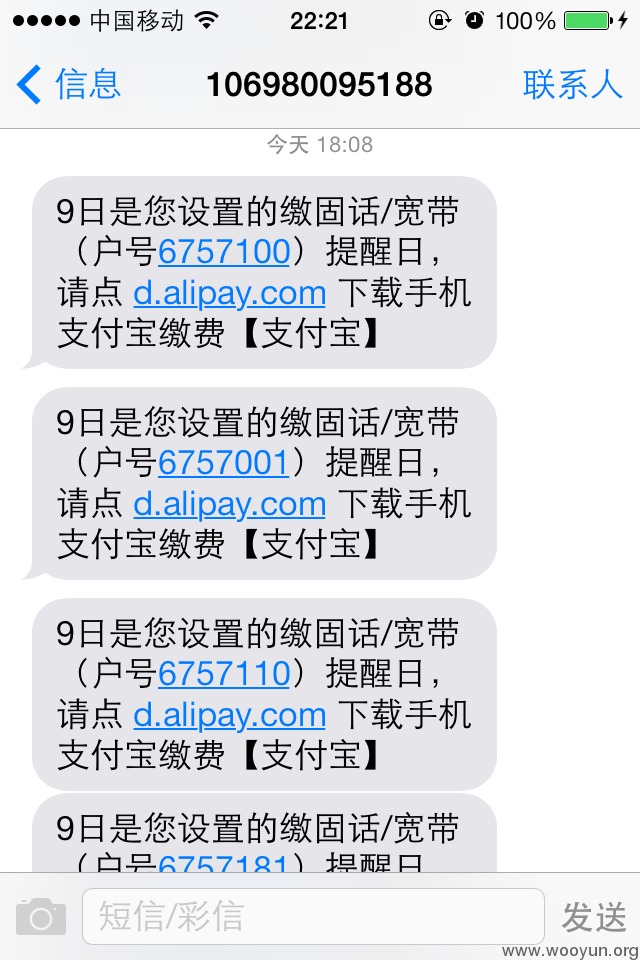 中国移动 22:21 100%
信息 106980095188 联系人
今天 18:08
9日是您设置的缴固话/宽带
（户号6757100）提醒日，
请点 d.alipay.com 下载手机
支付宝缴费【支付宝】
9日是您设置的缴固话/宽带
（户号6757001）提醒日，
请点 d.alipay.com 下载手机
支付宝缴费【支付宝】
9日是您设置的缴固话/宽带
（户号6757110）提醒日，
请点 d.alipay.com 下载手机
支付宝缴费【支付宝】
9日是您设置的缴固话/宽带
（户号6757181）提醒日
短信/彩信 发送
www.wooyun.org